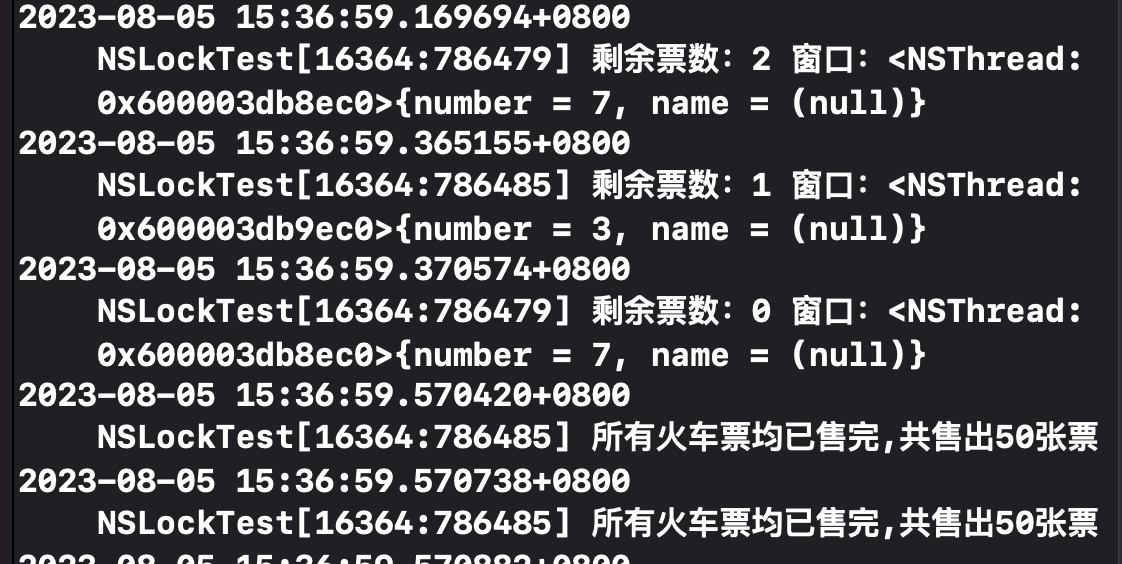 2023-08-05 15:36:59.169694+0800
NSLockTest[16364:786479] 剩余票数：2 窗口：<NSThread:
0x600003db8ec0>{number = 7, name = (null)}
2023-08-05 15:36:59.365155+0800
NSLockTest[16364:786485] 剩余票数：1 窗口：<NSThread:
0x600003db9ec0>{number = 3, name = (null)}
2023-08-05 15:36:59.370574+0800
NSLockTest[16364:786479] 剩余票数：0 窗口：<NSThread:
0x600003db8ec0>{number = 7, name = (null)}
2023-08-05 15:36:59.570420+0800
NSLockTest[16364:786485] 所有火车票均已售完,共售出50张票
2023-08-05 15:36:59.570738+0800
NSLockTest[16364:786485] 所有火车票均已售完,共售出50张票
2023-08-05